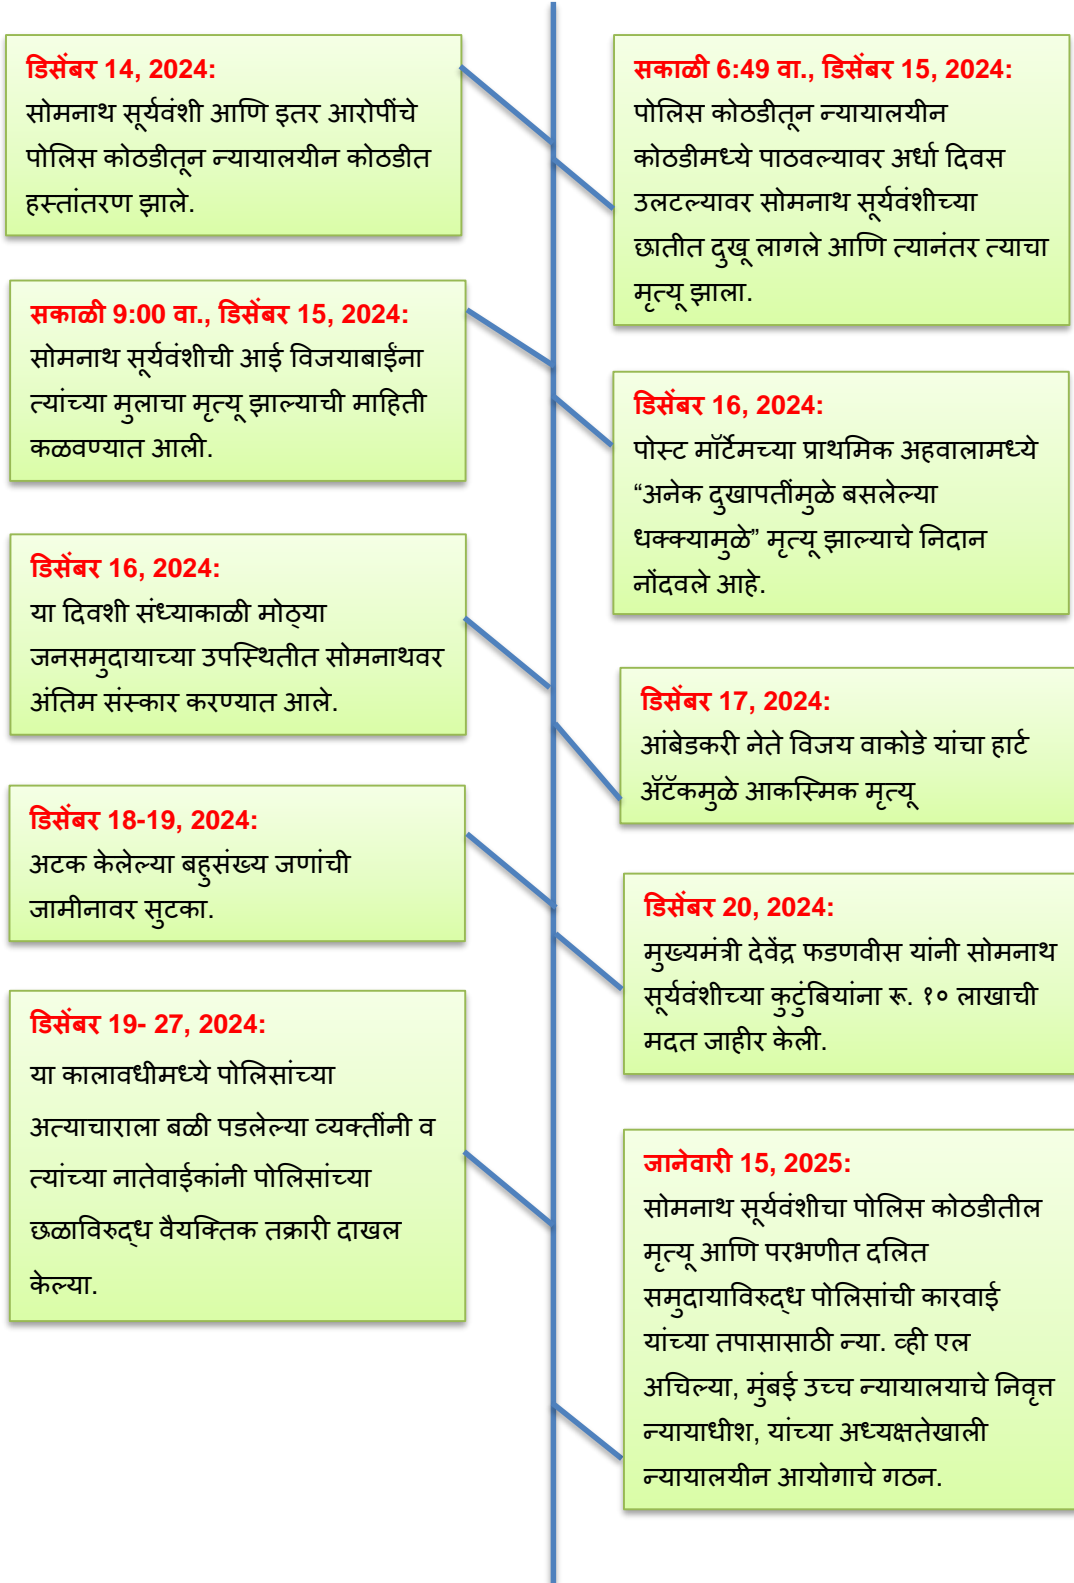 डिसेंबर 14, 2024:
सोमनाथ सूर्यवंशी आणि इतर आरोपींचे
पोलिस कोठडीतून न्यायालयीन कोठडीत
हस्तांतरण झाले.
सकाळी 6:49 वा., डिसेंबर 15, 2024:
पोलिस कोठडीतून न्यायालयीन
कोठडीमध्ये पाठवल्यावर अर्धा दिवस
उलटल्यावर सोमनाथ सूर्यवंशीच्या
छातीत दुखू लागले आणि त्यानंतर त्याचा
मृत्यू झाला.
सकाळी 9:00 वा., डिसेंबर 15, 2024:
सोमनाथ सूर्यवंशीची आई विजयाबाईंना
त्यांच्या मुलाचा मृत्यू झाल्याची माहिती
कळवण्यात आली.
डिसेंबर 16, 2024:
पोस्ट मॉर्टेमच्या प्राथमिक अहवालामध्ये
“अनेक दुखापतींमुळे बसलेल्या
धक्क्यामुळे” मृत्यू झाल्याचे निदान
नोंदवले आहे.
डिसेंबर 16, 2024:
या दिवशी संध्याकाळी मोठ्या
जनसमुदायाच्या उपस्थितीत सोमनाथवर
अंतिम संस्कार करण्यात आले.
डिसेंबर 17, 2024:
आंबेडकरी नेते विजय वाकोडे यांचा हार्ट
ॲटॅकमुळे आकस्मिक मृत्यू
डिसेंबर 18-19, 2024:
अटक केलेल्या बहुसंख्य जणांची
जामीनावर सुटका.
डिसेंबर 20, 2024:
मुख्यमंत्री देवेंद्र फडणवीस यांनी सोमनाथ
सूर्यवंशीच्या कुटुंबियांना रू. १० लाखाची
मदत जाहीर केली.
डिसेंबर 19- 27, 2024:
या कालावधीमध्ये पोलिसांच्या
अत्याचाराला बळी पडलेल्या व्यक्तींनी व
त्यांच्या नातेवाईकांनी पोलिसांच्या
छळाविरुद्ध वैयक्तिक तक्रारी दाखल
केल्या.
जानेवारी 15, 2025:
सोमनाथ सूर्यवंशीचा पोलिस कोठडीतील
मृत्यू आणि परभणीत दलित
समुदायाविरुद्ध पोलिसांची कारवाई
यांच्या तपासासाठी न्या. व्ही एल
अचिल्या, मुंबई उच्च न्यायालयाचे निवृत्त
न्यायाधीश, यांच्या अध्यक्षतेखाली
न्यायालयीन आयोगाचे गठन.